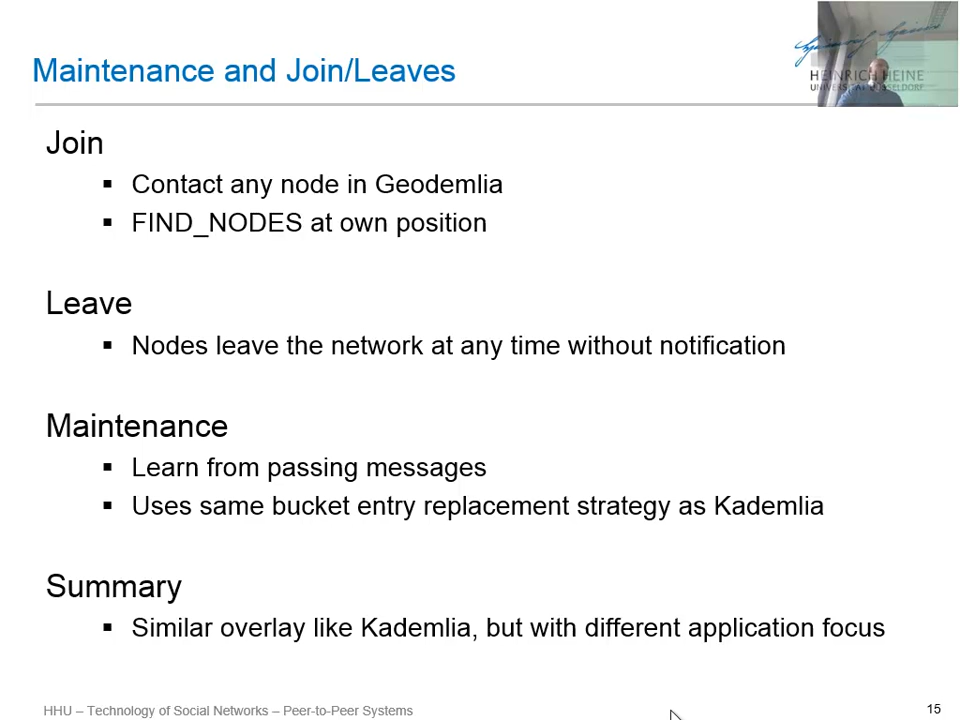 Maintenance and Join/Leaves
HEINRICH HEINE
Join
▪ Contact any node in Geodemlia
▪ FIND_NODES at own position
Leave
▪ Nodes leave the network at any time without notification
Maintenance
▪ Learn from passing messages
▪ Uses same bucket entry replacement strategy as Kademlia
Summary
▪ Similar overlay like Kademlia, but with different application focus
HHU – Technology of Social Networks – Peer-to-Peer Systems
15